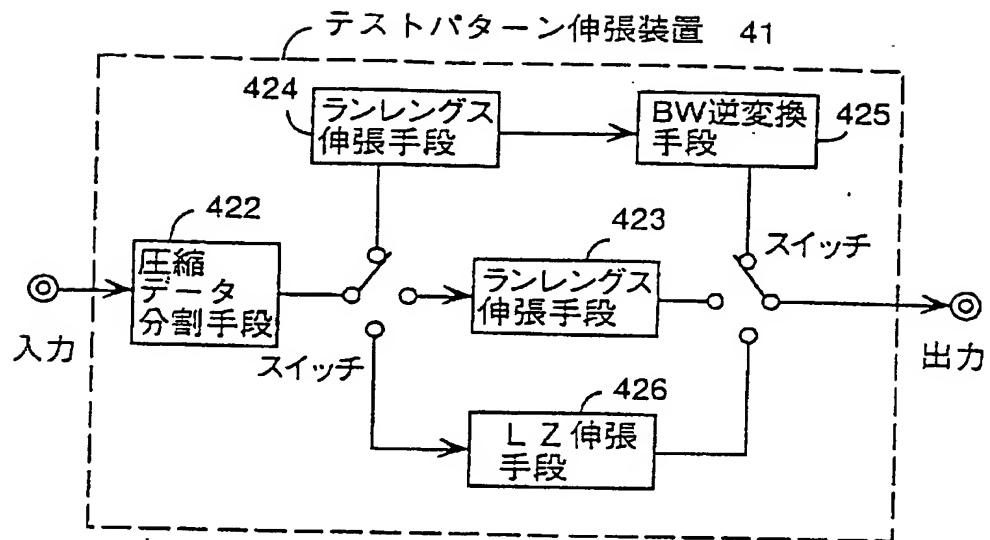 テストパターン伸張装置 41
424
ランレングス
伸張手段
BW逆変換
手段
425
422
圧縮
データ
分割手段
423
ランレングス
伸張手段
スイッチ
入力
スイッチ
出力
426
LZ伸張
手段